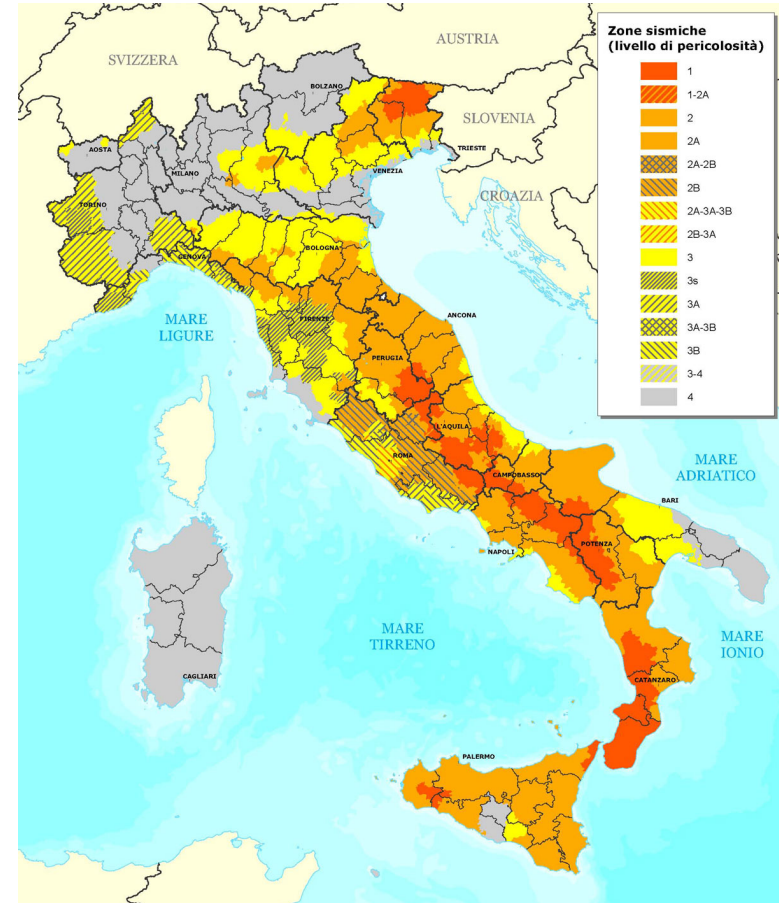 AUSTRIA
SVIZZERA
BOLZANO
SLOVENIA
AOSTA
TRIESTE
MILANO
VENEZIA
CROAZIA
TORINO
BOLOGNA
GENOVA
MARE
LIGURE
FIRENZE
ANCONA
PERUGIA
L'AQUILA
ROMA
CAMPOBASSO
MARE
ADRIATICO
BARI
NAPOLI
POTENZA
MARE
TIRRENO
MARE
IONIO
CAGLIARI
CATANZARO
PALERMO
Zone sismiche
(livello di pericolosità)
1
1-2A
2
2A
2A-2B
2B
2A-3A-3B
2B-3A
3
3s
3A
3A-3B
3B
3-4
4